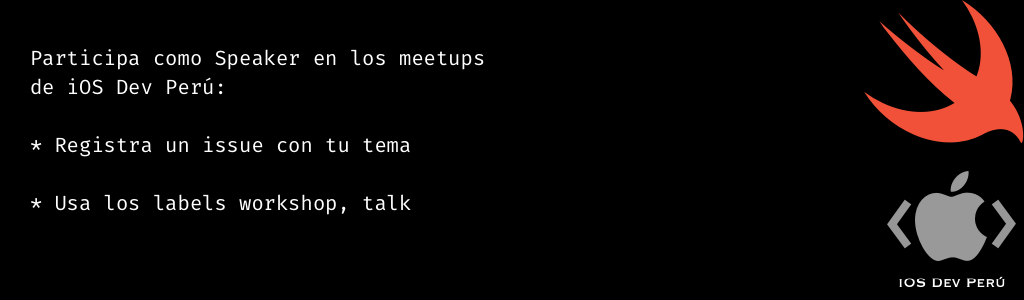 Participa como Speaker en los meetups
de iOS Dev Perú:
* Registra un issue con tu tema
* Usa los labels workshop, talk
iOS Dev Perú